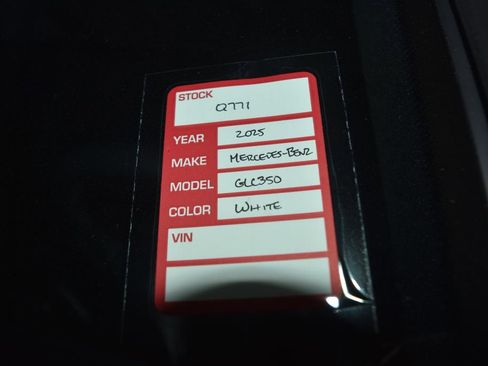 STOCK
Q771
YEAR 2025
MAKE MERCEDES-BENZ
MODEL GLC350
COLOR WHITE
VIN